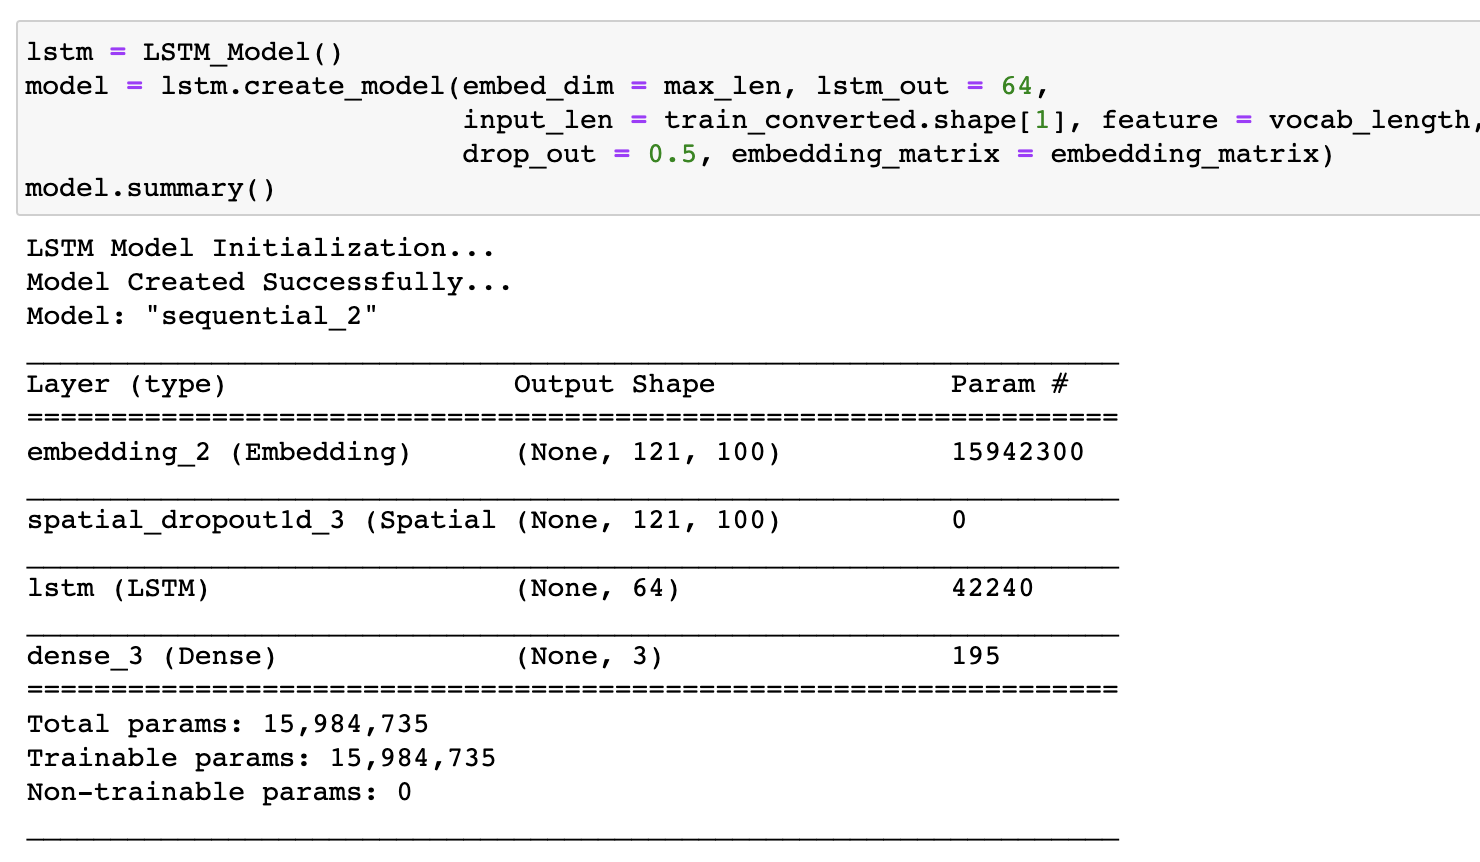 lstm = LSTM_Model()
model = lstm.create_model(embed_dim = max_len, lstm_out = 64,
input_len = train_converted.shape[1], feature = vocab_length,
drop_out = 0.5, embedding_matrix = embedding_matrix)
model.summary()
LSTM Model Initialization...
Model Created Successfully...
Model: "sequential_2"
_________________________________________________________________
Layer (type) Output Shape Param #
=================================================================
embedding_2 (Embedding) (None, 121, 100) 15942300
_________________________________________________________________
spatial_dropout1d_3 (Spatial (None, 121, 100) 0
_________________________________________________________________
lstm (LSTM) (None, 64) 42240
_________________________________________________________________
dense_3 (Dense) (None, 3) 195
=================================================================
Total params: 15,984,735
Trainable params: 15,984,735
Non-trainable params: 0
_________________________________________________________________